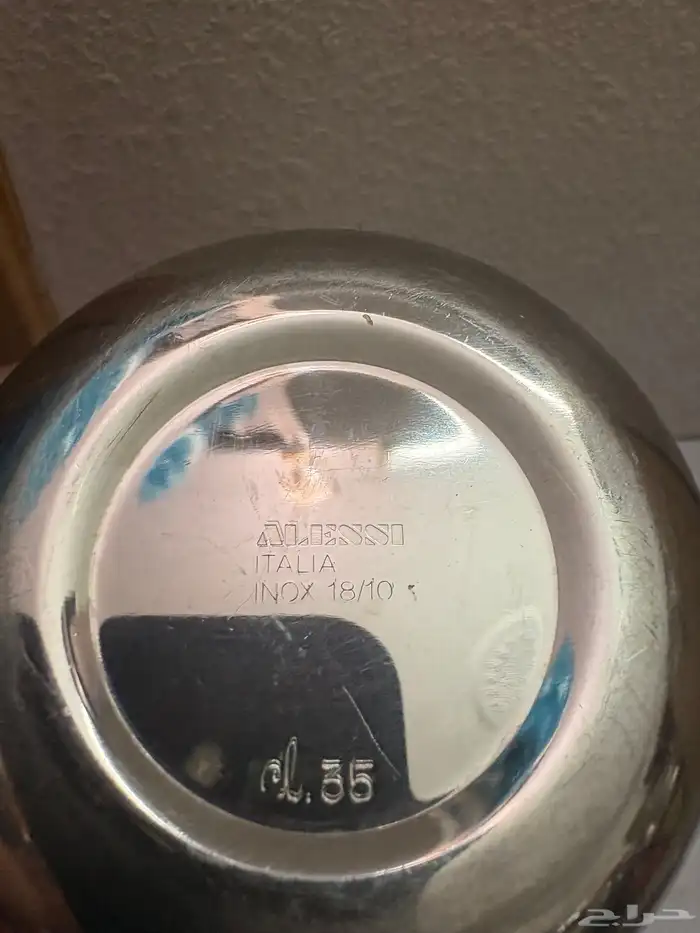 ALESSI
ITALIA
INOX 18/10
cl. 35
حراج